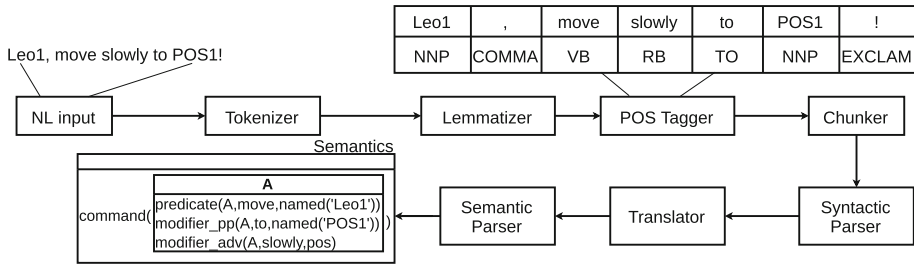 Leo1 , move slowly to POS1 !
NNP COMMA VB RB TO NNP EXCLAM
Leo1, move slowly to POS1!
NL input
Tokenizer
Lemmatizer
POS Tagger
Chunker
Semantics
A
command(
predicate(A,move,named('Leo1'))
modifier_pp(A,to,named('POS1'))
modifier_adv(A,slowly,pos)
)
Semantic
Parser
Translator
Syntactic
Parser